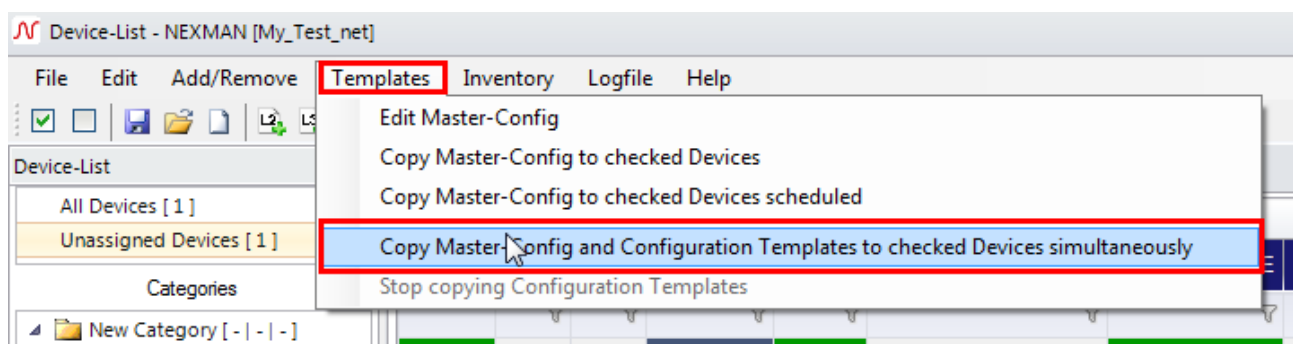 Device-List - NEXMAN [My_Test_net]
File Edit Add/Remove Templates Inventory Logfile Help
L2
Edit Master-Config
Device-List
Copy Master-Config to checked Devices
All Devices [ 1 ]
Copy Master-Config to checked Devices scheduled
Unassigned Devices [ 1 ]
Copy Master-Config and Configuration Templates to checked Devices simultaneously
Categories
Stop copying Configuration Templates
New Category [ - | - | - ]